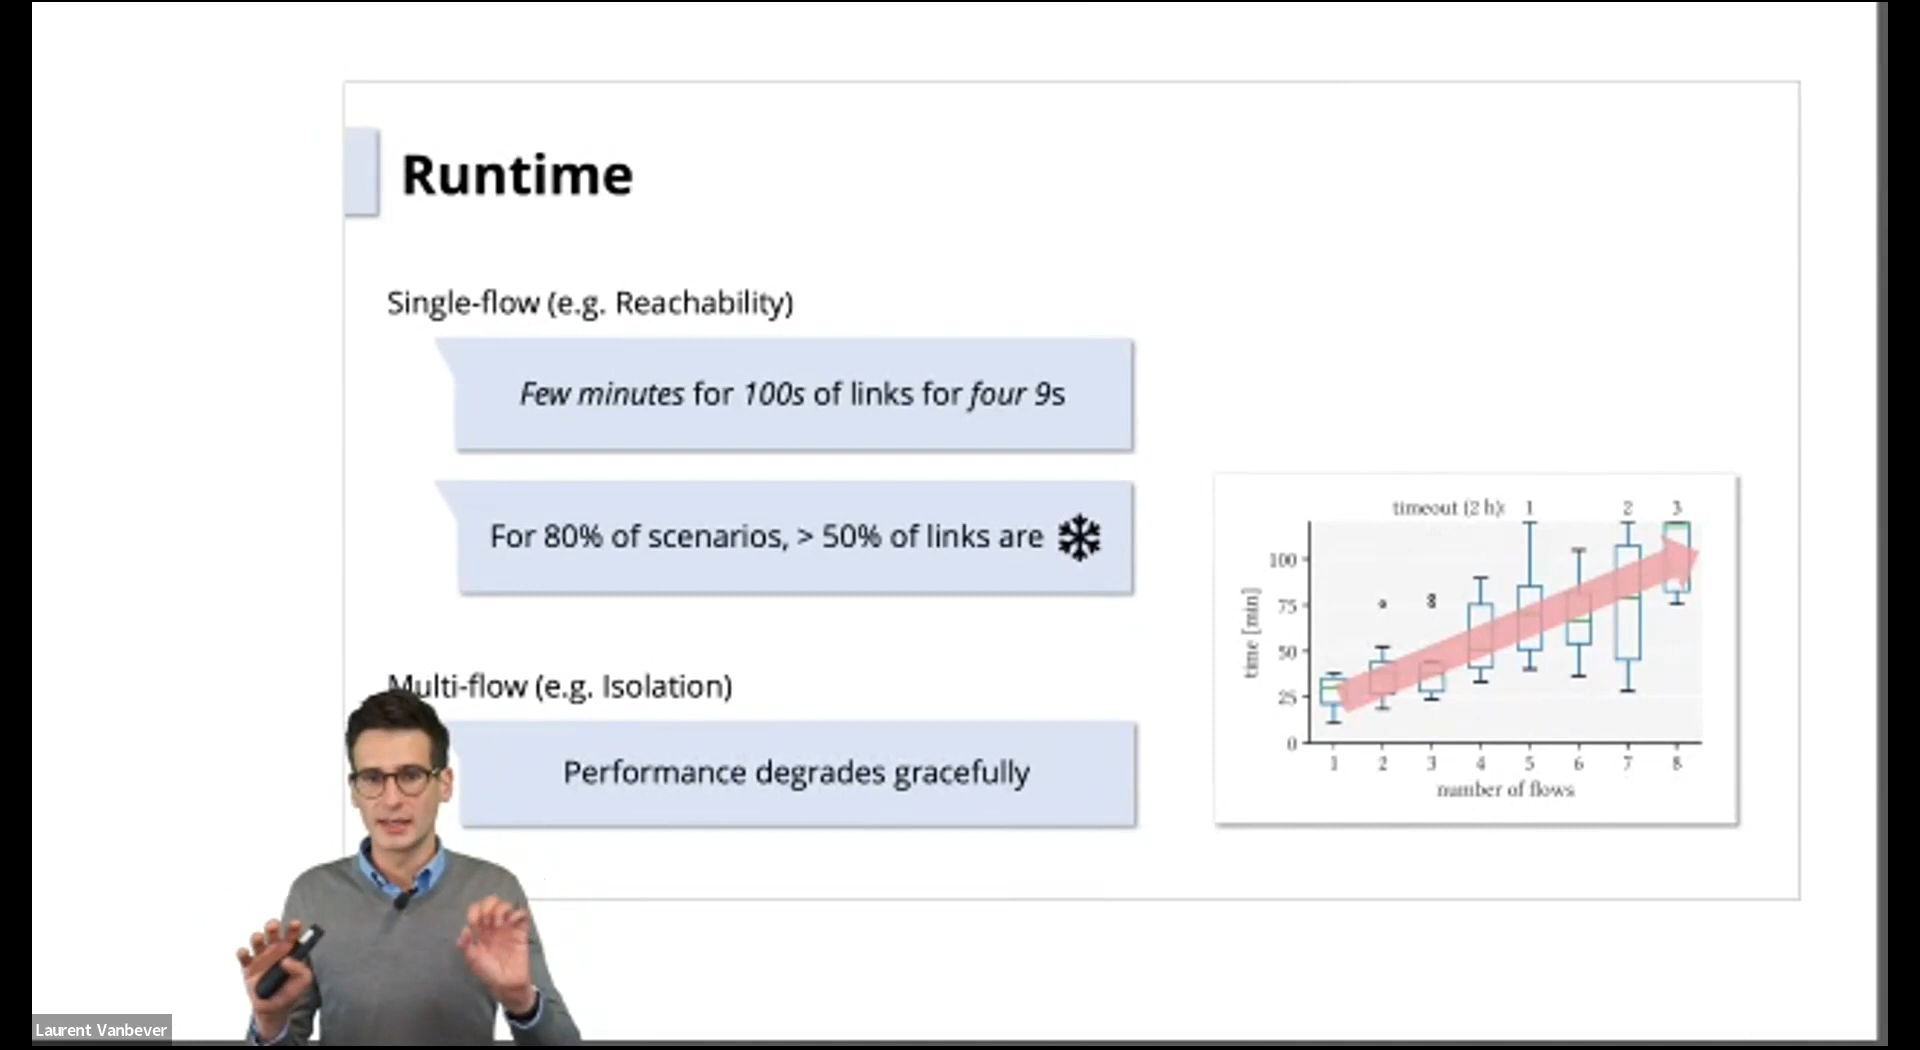 Runtime
Single-flow (e.g. Reachability)
Few minutes for 100s of links for four 9s
For 80% of scenarios, > 50% of links are
Multi-flow (e.g. Isolation)
Performance degrades gracefully
timeout (2 h): 1 2 3
time [min]
100
75
50
25
0
1 2 3 4 5 6 7 8
number of flows
Laurent Vanbever